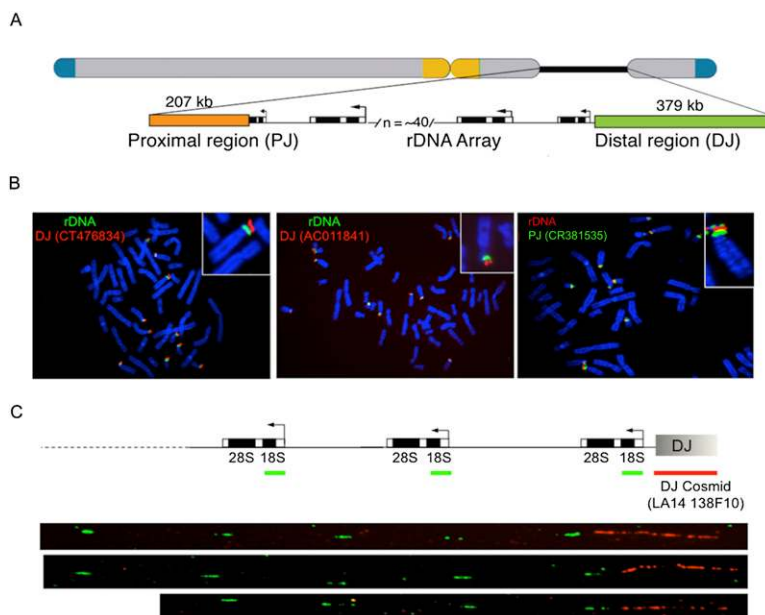 A
207 kb
379 kb
n = ~40
Proximal region (PJ)
rDNA Array
Distal region (DJ)
B
rDNA
DJ (CT476834)
rDNA
DJ (AC011841)
rDNA
PJ (CR381535)
C
28S 18S
28S 18S
28S 18S
DJ
DJ Cosmid
(LA14 138F10)